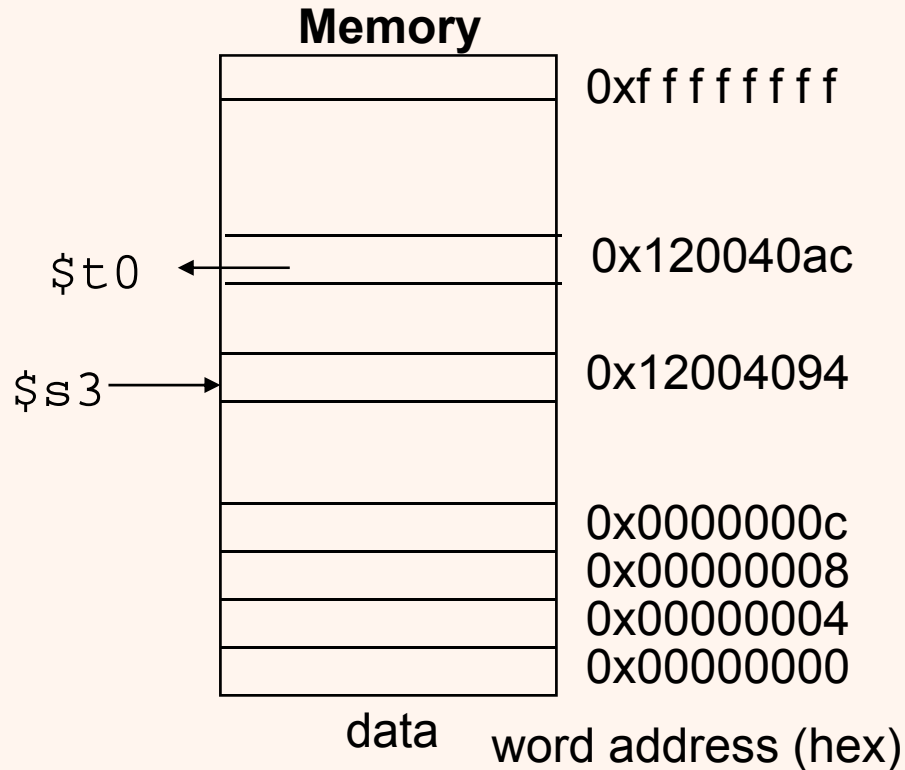 Memory
0xf f f f f f f f
$t0
0x120040ac
$s3
0x12004094
0x0000000c
0x00000008
0x00000004
0x00000000
data
word address (hex)